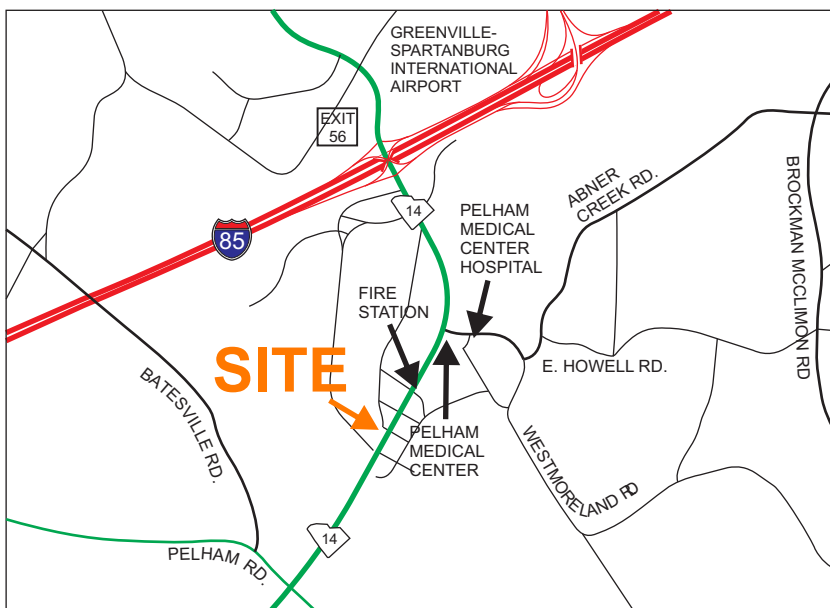 GREENVILLE-
SPARTANBURG
INTERNATIONAL
AIRPORT
EXIT
56
14
85
PELHAM
MEDICAL
CENTER
HOSPITAL
ABNER
CREEK RD.
BROCKMAN MCCLIMON RD
FIRE
STATION
SITE
E. HOWELL RD.
BATESVILLE RD.
PELHAM
MEDICAL
CENTER
WESTMORELAND RD
14
PELHAM RD.